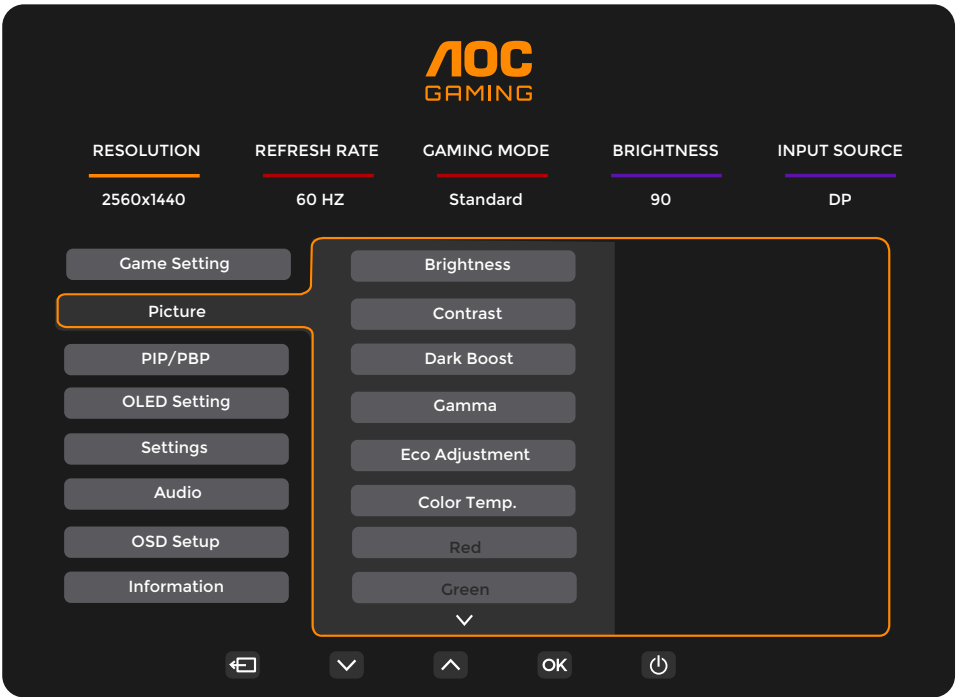 AOC
GAMING
RESOLUTION REFRESH RATE GAMING MODE BRIGHTNESS INPUT SOURCE
2560x1440 60 HZ Standard 90 DP
Game Setting
Picture
PIP/PBP
OLED Setting
Settings
Audio
OSD Setup
Information
Brightness
Contrast
Dark Boost
Gamma
Eco Adjustment
Color Temp.
Red
Green
OK